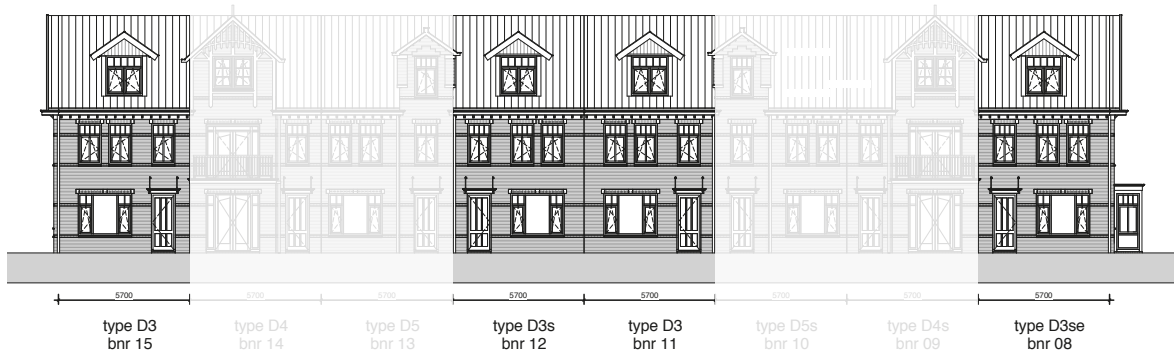 5700 5700 5700 5700 5700 5700 5700 5700
type D3 type D4 type D5 type D3s type D3 type D5s type D4s type D3se
bnr 15 bnr 14 bnr 13 bnr 12 bnr 11 bnr 10 bnr 09 bnr 08